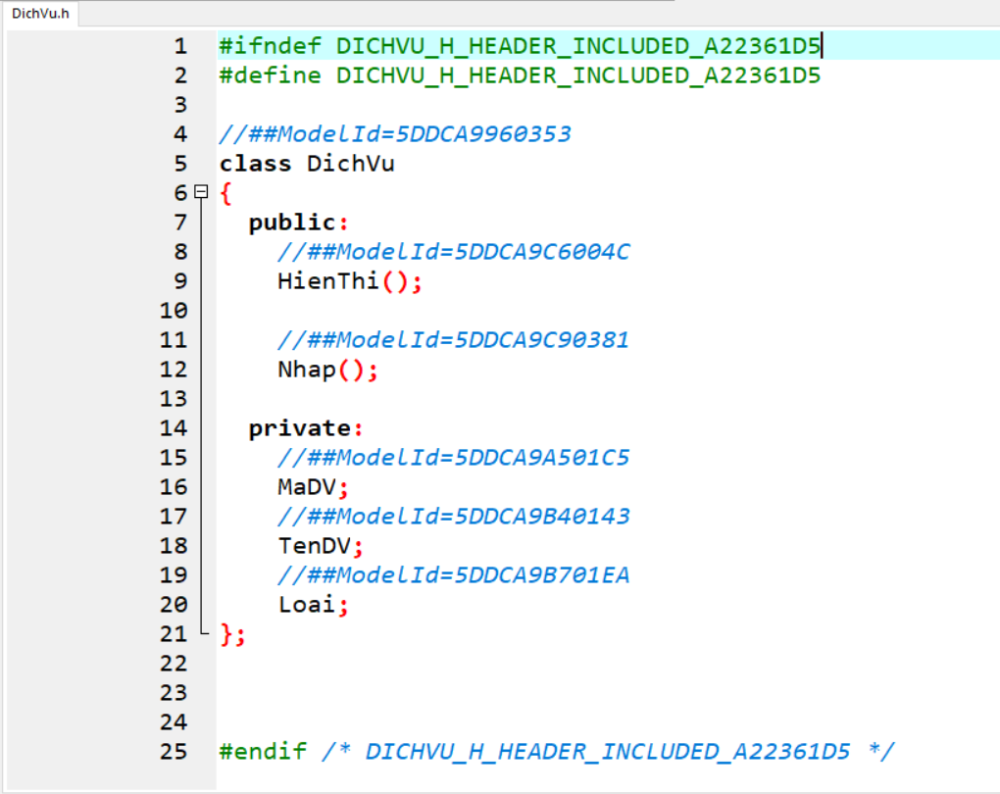 DichVu.h
1 #ifndef DICHVU_H_HEADER_INCLUDED_A22361D5
2 #define DICHVU_H_HEADER_INCLUDED_A22361D5
3
4 //##ModelId=5DDCA9960353
5 class DichVu
6 {
7 public:
8 //##ModelId=5DDCA9C6004C
9 HienThi();
10
11 //##ModelId=5DDCA9C90381
12 Nhap();
13
14 private:
15 //##ModelId=5DDCA9A501C5
16 MaDV;
17 //##ModelId=5DDCA9B40143
18 TenDV;
19 //##ModelId=5DDCA9B701EA
20 Loai;
21 };
22
23
24
25 #endif /* DICHVU_H_HEADER_INCLUDED_A22361D5 */